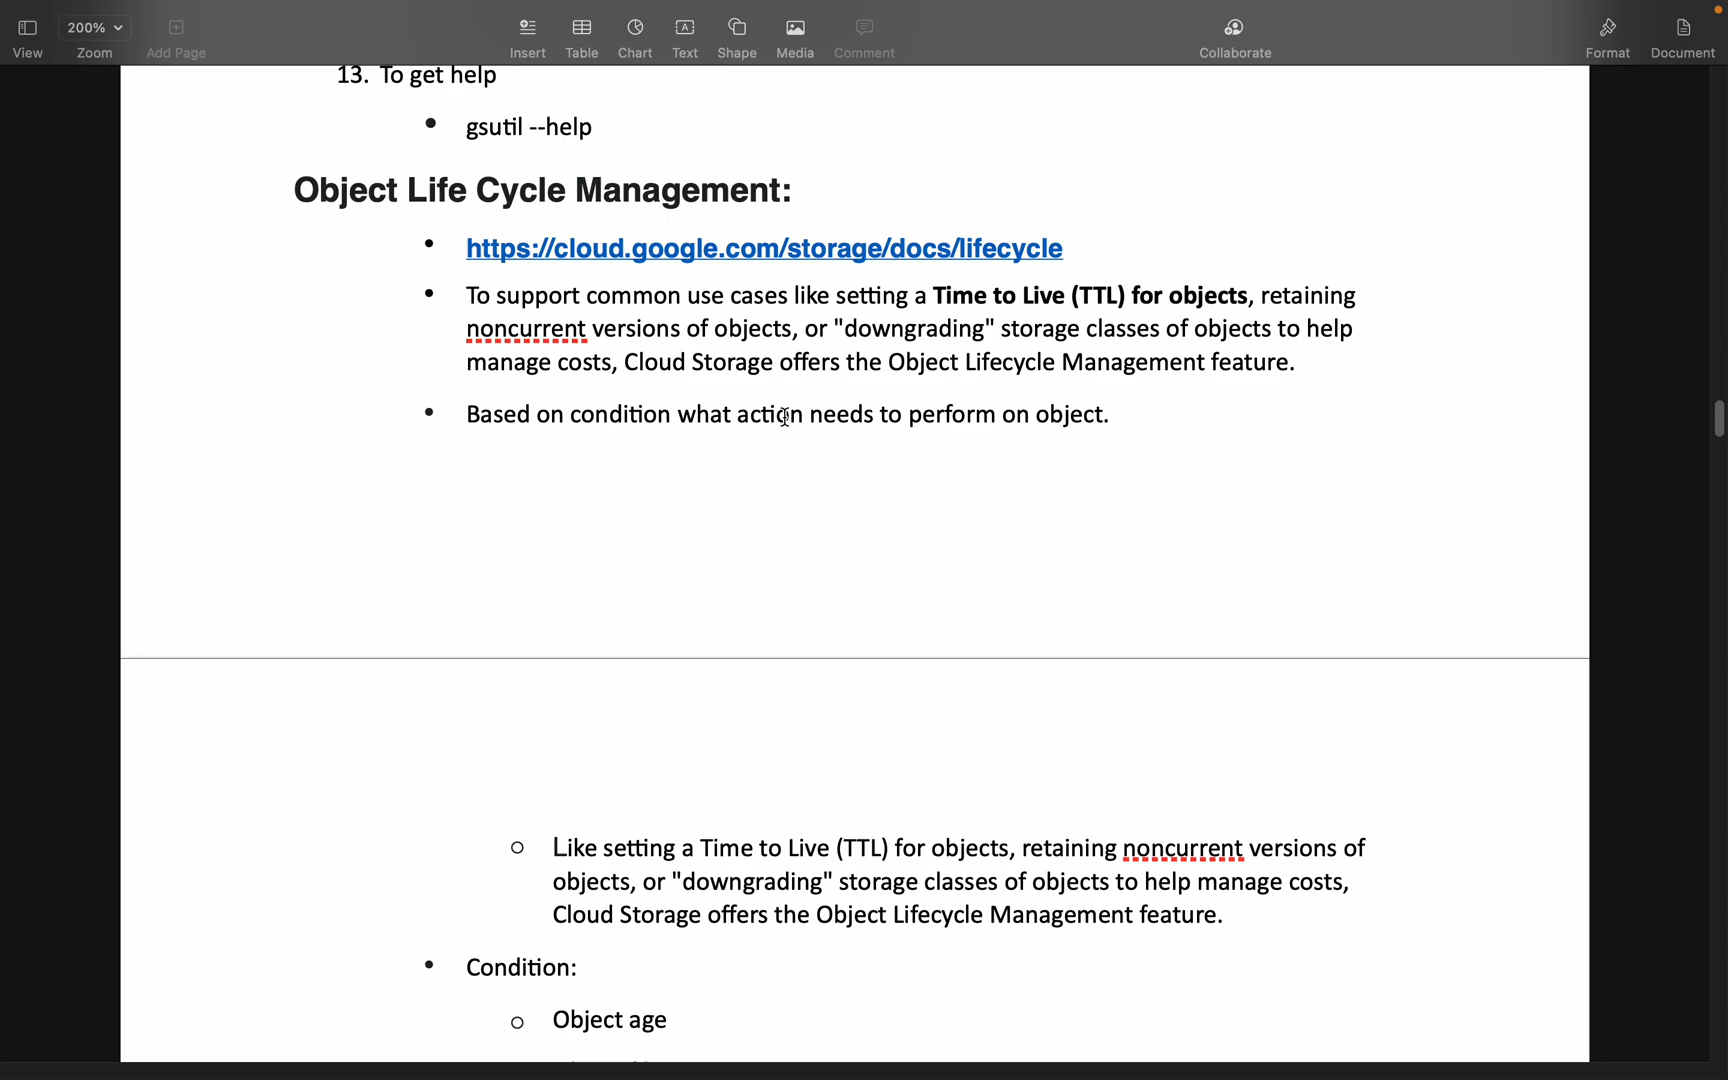 200%
View
Zoom
Add Page
Insert
Table
Chart
Text
Shape
Media
Comment
Collaborate
Format
Document
13. To get help
• gsutil --help
Object Life Cycle Management:
• https://cloud.google.com/storage/docs/lifecycle
• To support common use cases like setting a Time to Live (TTL) for objects, retaining
noncurrent versions of objects, or "downgrading" storage classes of objects to help
manage costs, Cloud Storage offers the Object Lifecycle Management feature.
• Based on condition what action needs to perform on object.
o Like setting a Time to Live (TTL) for objects, retaining noncurrent versions of
objects, or "downgrading" storage classes of objects to help manage costs,
Cloud Storage offers the Object Lifecycle Management feature.
• Condition:
o Object age